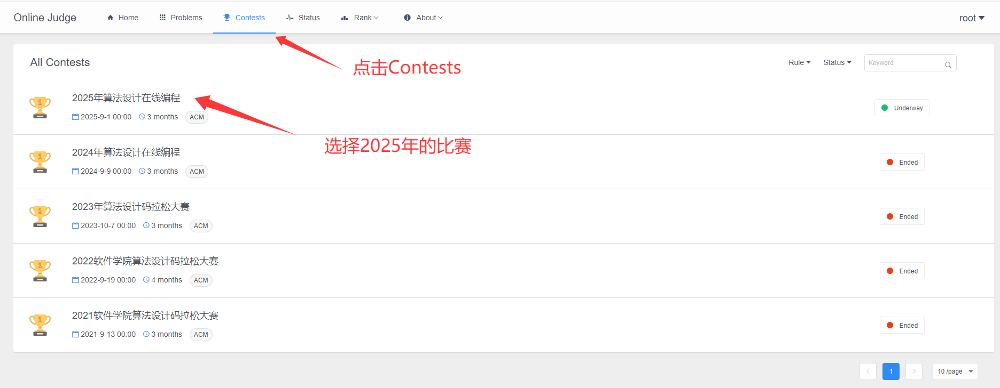 Online Judge
Home
Problems
Contests
Status
Rank
About
root
All Contests
点击Contests
Rule
Status
Keyword
2025年算法设计在线编程
2025-9-1 00:00 3 months ACM
Underway
选择2025年的比赛
2024年算法设计在线编程
2024-9-9 00:00 3 months ACM
Ended
2023年算法设计码拉松大赛
2023-10-7 00:00 3 months ACM
Ended
2022软件学院算法设计码拉松大赛
2022-9-19 00:00 4 months ACM
Ended
2021软件学院算法设计码拉松大赛
2021-9-13 00:00 3 months ACM
Ended
1
10 /page